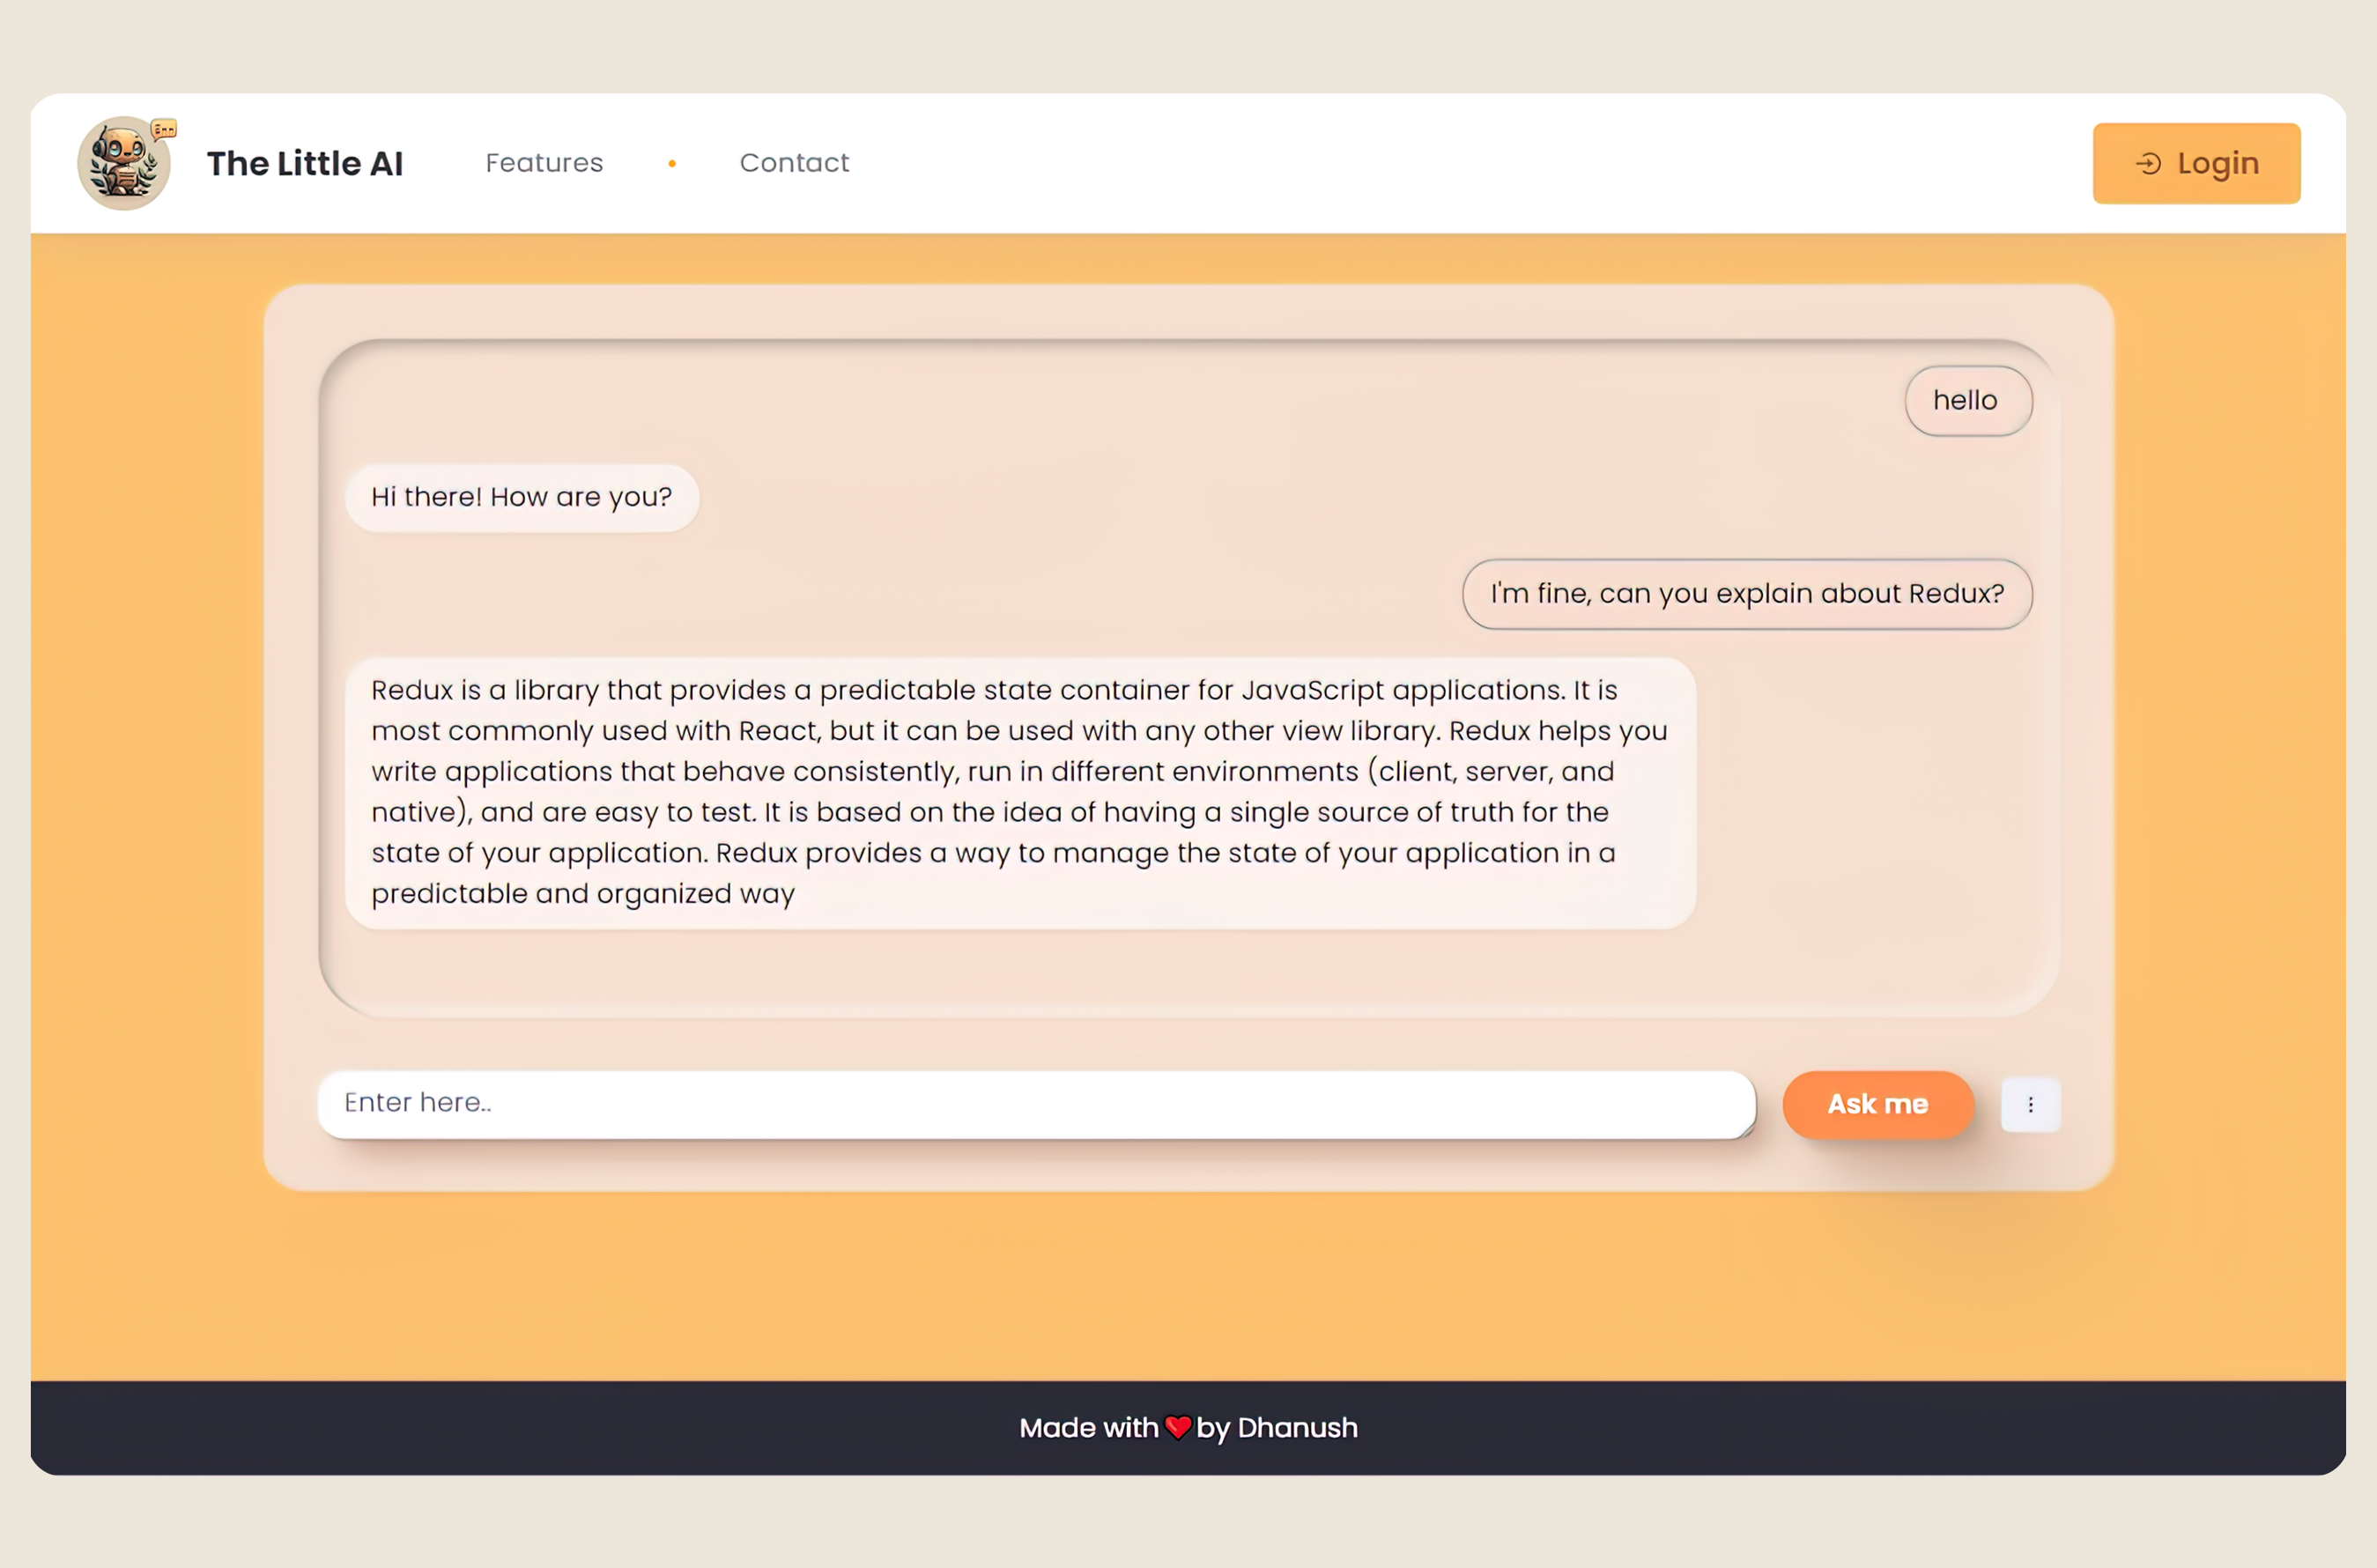 The Little AI
Features
Contact
Login
hello
Hi there! How are you?
I'm fine, can you explain about Redux?
Redux is a library that provides a predictable state container for JavaScript applications. It is
most commonly used with React, but it can be used with any other view library. Redux helps you
write applications that behave consistently, run in different environments (client, server, and
native), and are easy to test. It is based on the idea of having a single source of truth for the
state of your application. Redux provides a way to manage the state of your application in a
predictable and organized way
Enter here..
Ask me
Made with❤️by Dhanush